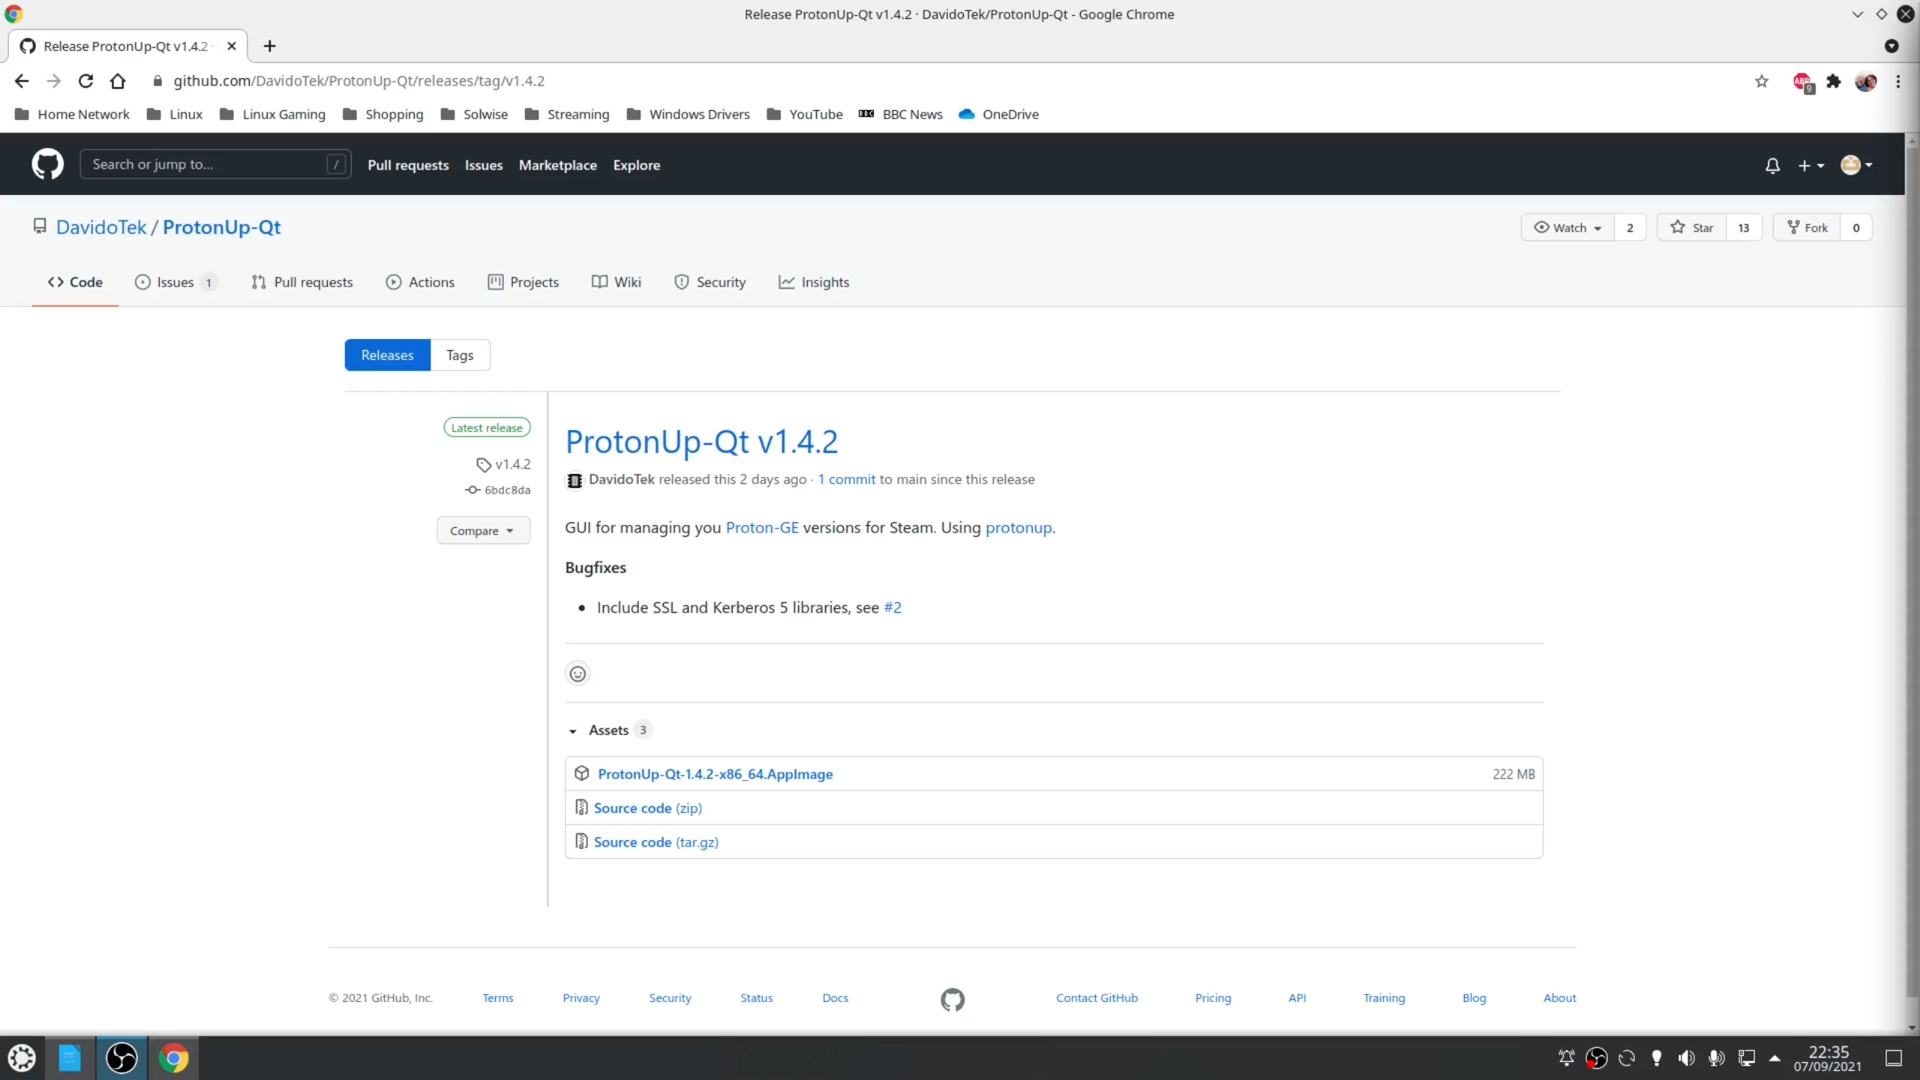 Release ProtonUp-Qt v1.4.2 · DavidoTek/ProtonUp-Qt - Google Chrome
Release ProtonUp-Qt v1.4.2 ·
github.com/DavidoTek/ProtonUp-Qt/releases/tag/v1.4.2
ABP 9
Home Network Linux Linux Gaming Shopping Solwise Streaming Windows Drivers YouTube BBC BBC News OneDrive
Search or jump to... / Pull requests Issues Marketplace Explore
DavidoTek / ProtonUp-Qt Watch 2 Star 13 Fork 0
Code Issues 1 Pull requests Actions Projects Wiki Security Insights
Releases Tags
Latest release
v1.4.2
6bdc8da
Compare
ProtonUp-Qt v1.4.2
DavidoTek released this 2 days ago · 1 commit to main since this release
GUI for managing you Proton-GE versions for Steam. Using protonup.
Bugfixes
• Include SSL and Kerberos 5 libraries, see #2
Assets 3
ProtonUp-Qt-1.4.2-x86_64.AppImage 222 MB
Source code (zip)
Source code (tar.gz)
© 2021 GitHub, Inc. Terms Privacy Security Status Docs Contact GitHub Pricing API Training Blog About
22:35
07/09/2021